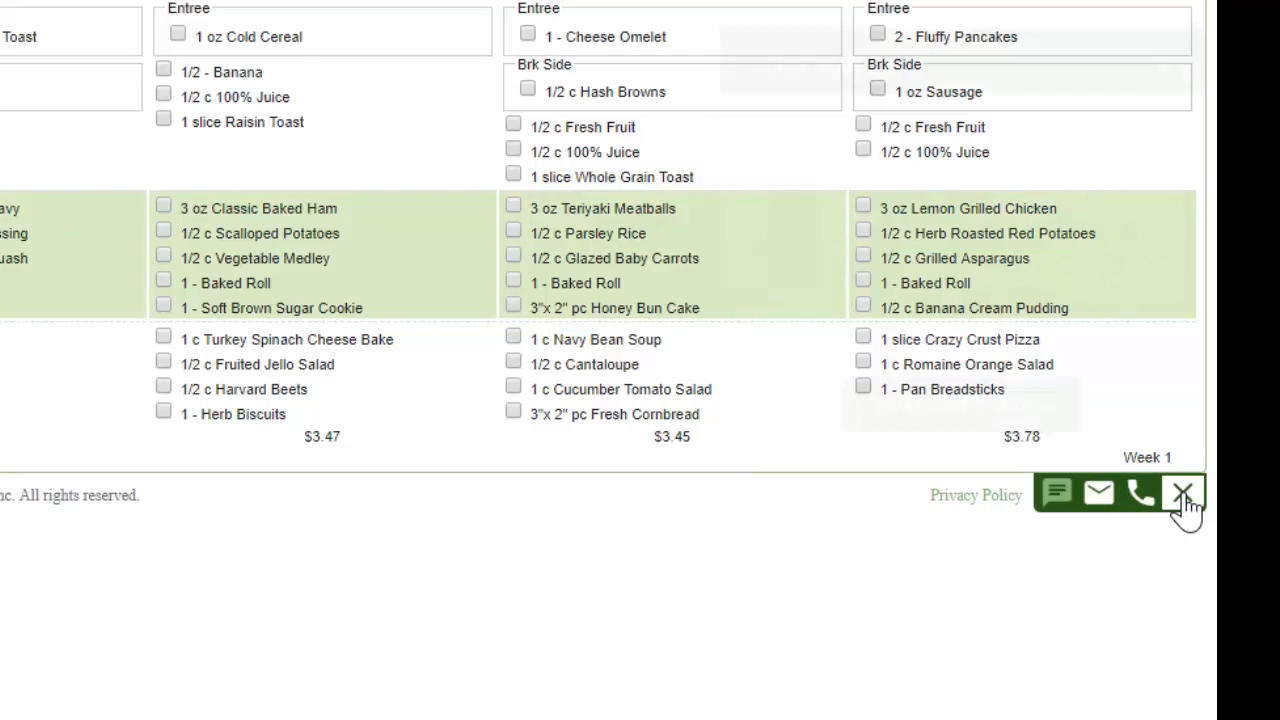 Entree
Entree
Entree
Toast
1 oz Cold Cereal
1 - Cheese Omelet
2 - Fluffy Pancakes
Brk Side
Brk Side
1/2 - Banana
1/2 c Hash Browns
1 oz Sausage
1/2 c 100% Juice
1 slice Raisin Toast
1/2 c Fresh Fruit
1/2 c Fresh Fruit
1/2 c 100% Juice
1/2 c 100% Juice
1 slice Whole Grain Toast
avy
3 oz Classic Baked Ham
3 oz Teriyaki Meatballs
3 oz Lemon Grilled Chicken
ssing
1/2 c Scalloped Potatoes
1/2 c Parsley Rice
1/2 c Herb Roasted Red Potatoes
uash
1/2 c Vegetable Medley
1/2 c Glazed Baby Carrots
1/2 c Grilled Asparagus
1 - Baked Roll
1 - Baked Roll
1 - Baked Roll
1 - Soft Brown Sugar Cookie
3"x 2" pc Honey Bun Cake
1/2 c Banana Cream Pudding
1 c Turkey Spinach Cheese Bake
1 c Navy Bean Soup
1 slice Crazy Crust Pizza
1/2 c Fruited Jello Salad
1/2 c Cantaloupe
1 c Romaine Orange Salad
1/2 c Harvard Beets
1 c Cucumber Tomato Salad
1 - Pan Breadsticks
1 - Herb Biscuits
3"x 2" pc Fresh Cornbread
$3.47
$3.45
$3.78
Week 1
nc. All rights reserved.
Privacy Policy